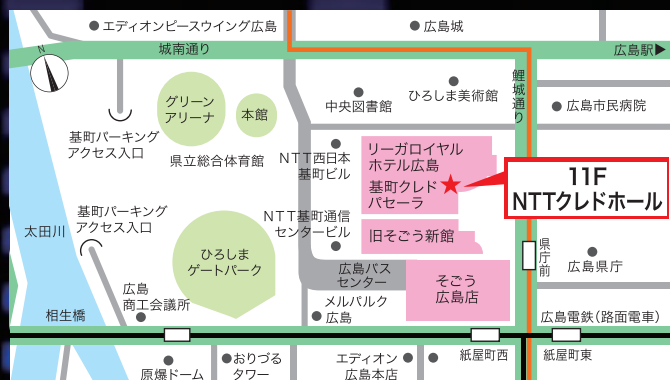 エディオンピースウイング広島
広島城
城南通り
広島駅▶
N
グリーン
アリーナ
本館
中央図書館
ひろしま美術館
鯉城通り
広島市民病院
基町パーキング
アクセス入口
県立総合体育館
NTT西日本
基町ビル
リーガロイヤル
ホテル広島
基町クレド
パセーラ
11F
NTTクレドホール
基町パーキング
アクセス入口
太田川
NTT基町通信
センタービル
旧そごう新館
ひろしま
ゲートパーク
広島バス
センター
そごう
広島店
県庁前
広島県庁
広島
商工会議所
メルパルク
広島
相生橋
広島電鉄(路面電車)
紙屋町西
紙屋町東
原爆ドーム
おりづる
タワー
エディオン
広島本店